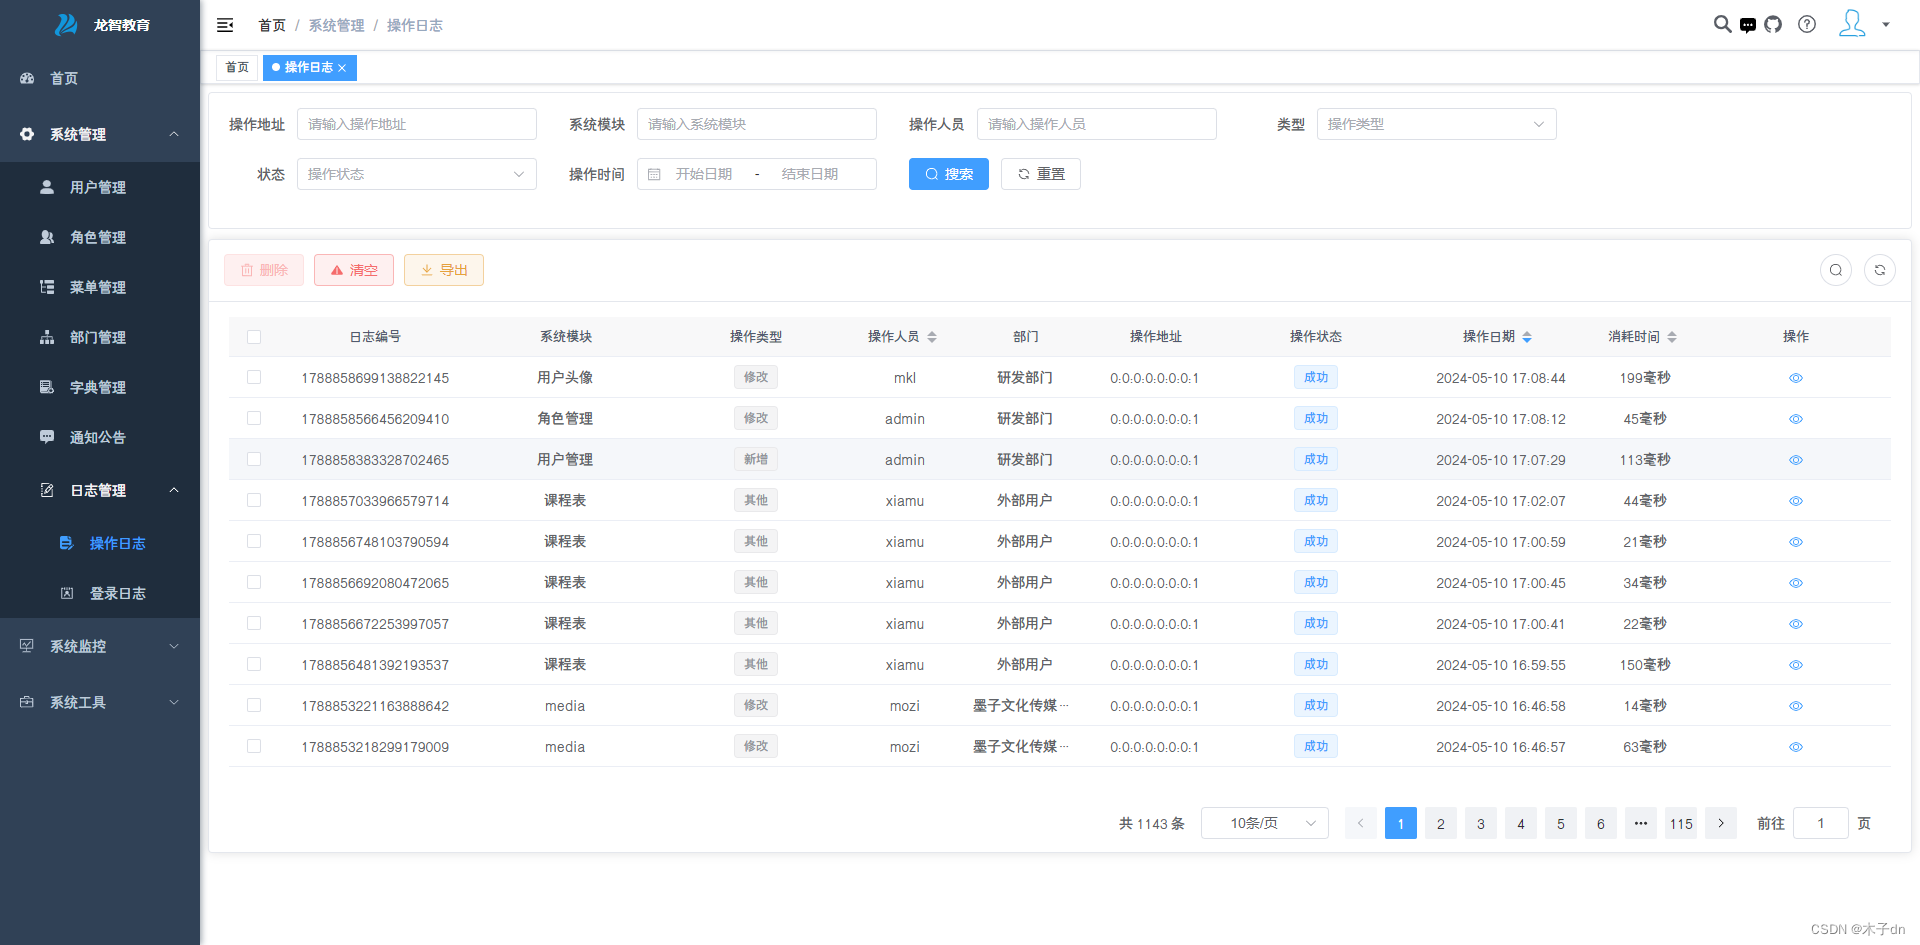 龙智教育
首页 / 系统管理 / 操作日志
首页
操作日志
首页
系统管理
用户管理
角色管理
菜单管理
部门管理
字典管理
通知公告
日志管理
操作日志
登录日志
系统监控
系统工具
操作地址 请输入操作地址 系统模块 请输入系统模块 操作人员 请输入操作人员 类型 操作类型
状态 操作状态 操作时间 开始日期 - 结束日期 搜索 重置
删除 清空 导出
日志编号 系统模块 操作类型 操作人员 部门 操作地址 操作状态 操作日期 消耗时间 操作
1788858699138822145 用户头像 修改 mkl 研发部门 0:0:0:0:0:0:0:1 成功 2024-05-10 17:08:44 199毫秒
1788858566456209410 角色管理 修改 admin 研发部门 0:0:0:0:0:0:0:1 成功 2024-05-10 17:08:12 45毫秒
1788858383328702465 用户管理 新增 admin 研发部门 0:0:0:0:0:0:0:1 成功 2024-05-10 17:07:29 113毫秒
1788857033966579714 课程表 其他 xiamu 外部用户 0:0:0:0:0:0:0:1 成功 2024-05-10 17:02:07 44毫秒
1788856748103790594 课程表 其他 xiamu 外部用户 0:0:0:0:0:0:0:1 成功 2024-05-10 17:00:59 21毫秒
1788856692080472065 课程表 其他 xiamu 外部用户 0:0:0:0:0:0:0:1 成功 2024-05-10 17:00:45 34毫秒
1788856672253997057 课程表 其他 xiamu 外部用户 0:0:0:0:0:0:0:1 成功 2024-05-10 17:00:41 22毫秒
1788856481392193537 课程表 其他 xiamu 外部用户 0:0:0:0:0:0:0:1 成功 2024-05-10 16:59:55 150毫秒
1788853221163888642 media 修改 mozi 墨子文化传媒… 0:0:0:0:0:0:0:1 成功 2024-05-10 16:46:58 14毫秒
1788853218299179009 media 修改 mozi 墨子文化传媒… 0:0:0:0:0:0:0:1 成功 2024-05-10 16:46:57 63毫秒
共 1143 条 10条/页 1 2 3 4 5 6 ••• 115 前往 1 页
CSDN @木子dn